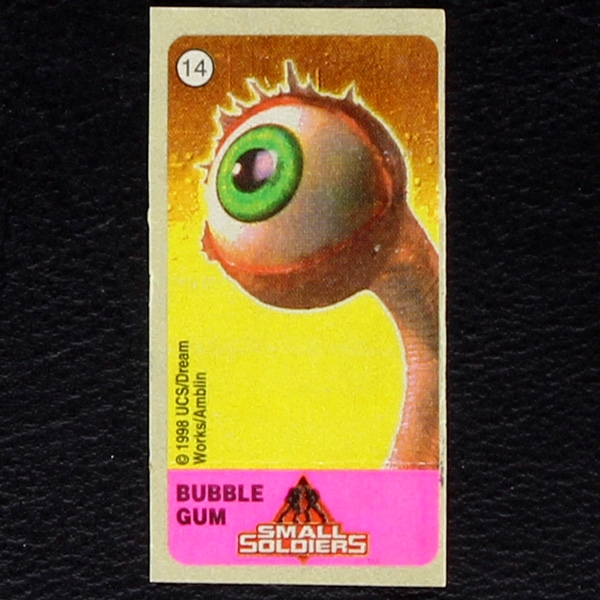 14
© 1998 UCS/Dream
Works/Amblin
BUBBLE
GUM
SMALL
SOLDIERS